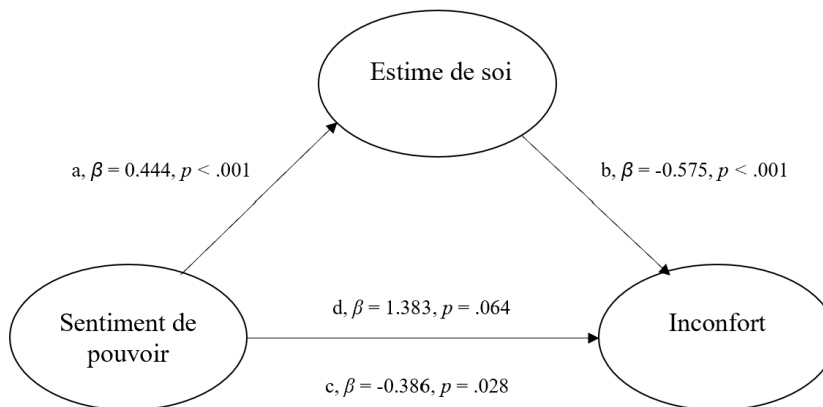 Estime de soi
a, β = 0.444, p < .001
b, β = -0.575, p < .001
Sentiment de
pouvoir
d, β = 1.383, p = .064
Inconfort
c, β = -0.386, p = .028